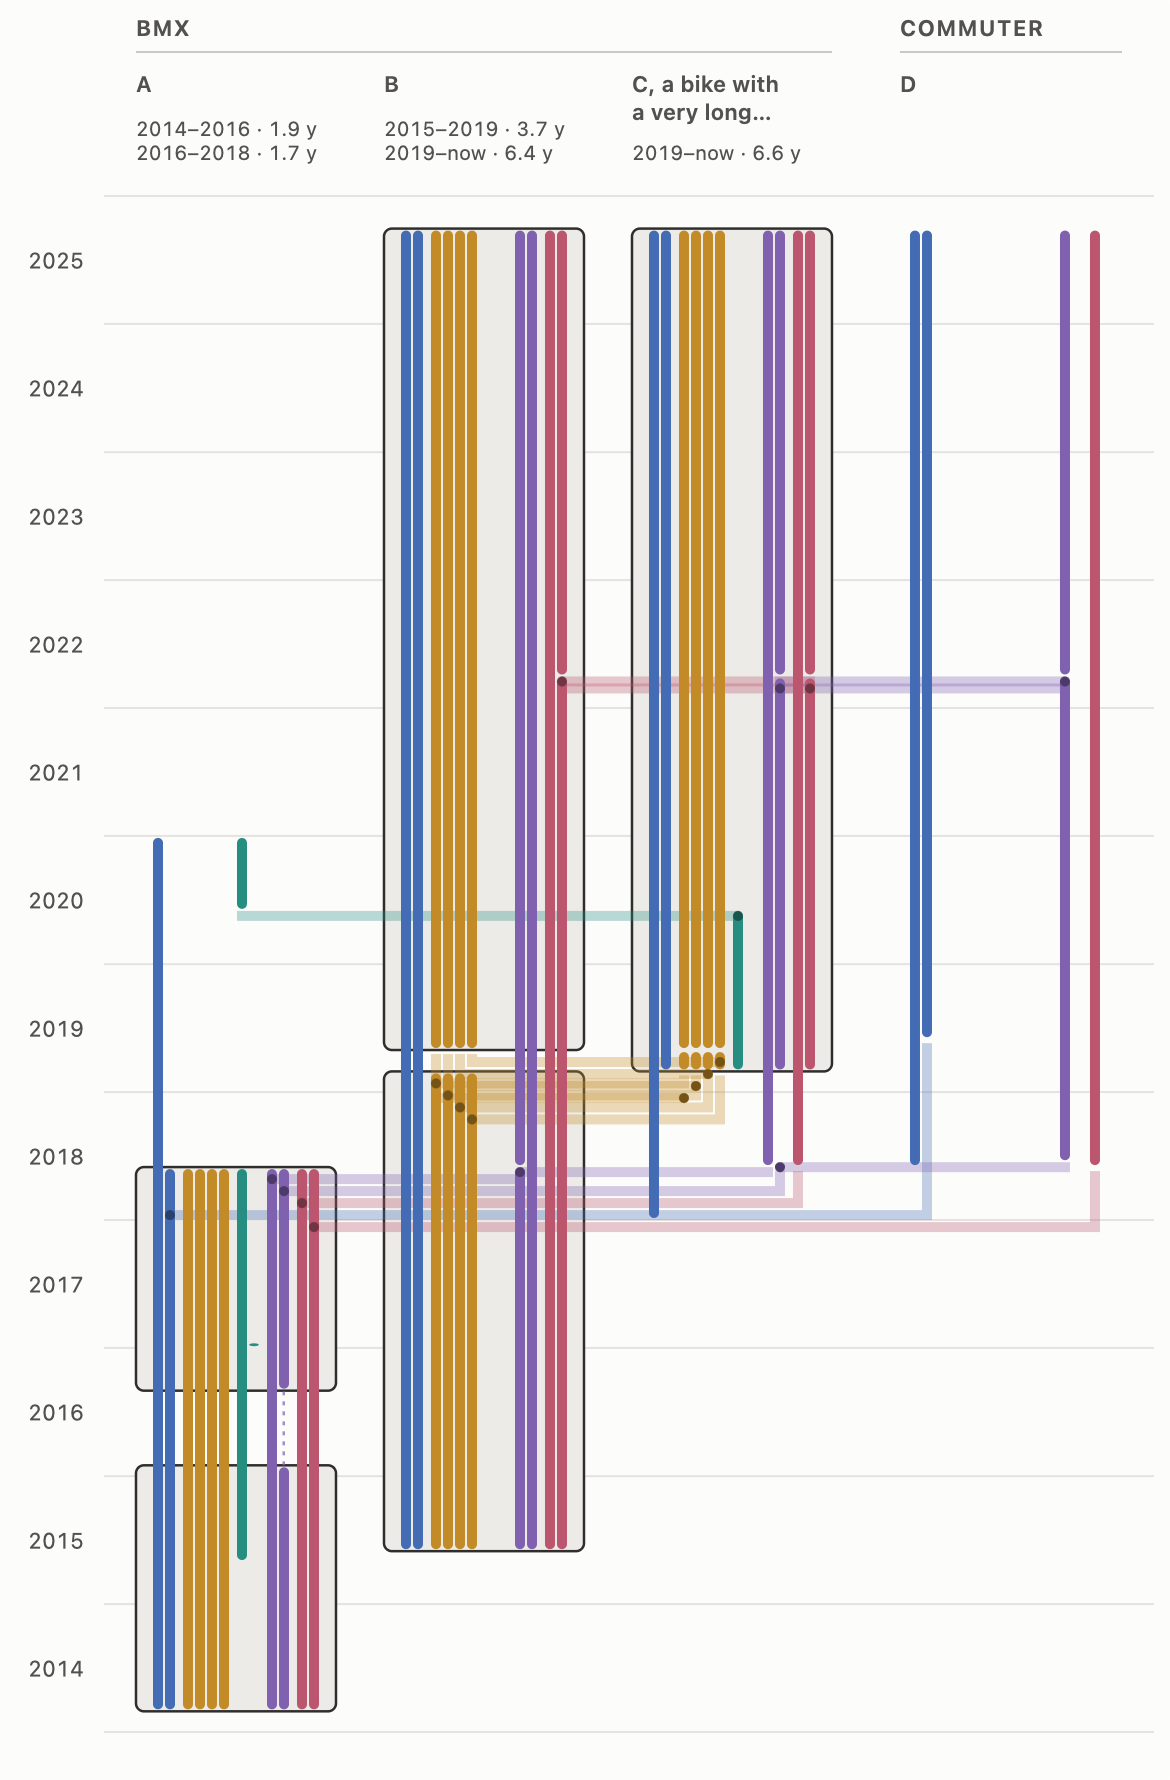 BMX
COMMUTER
A
B
C, a bike with
a very long...
D
2014–2016 · 1.9 y
2016–2018 · 1.7 y
2015–2019 · 3.7 y
2019–now · 6.4 y
2019–now · 6.6 y
2025
2024
2023
2022
2021
2020
2019
2018
2017
2016
2015
2014